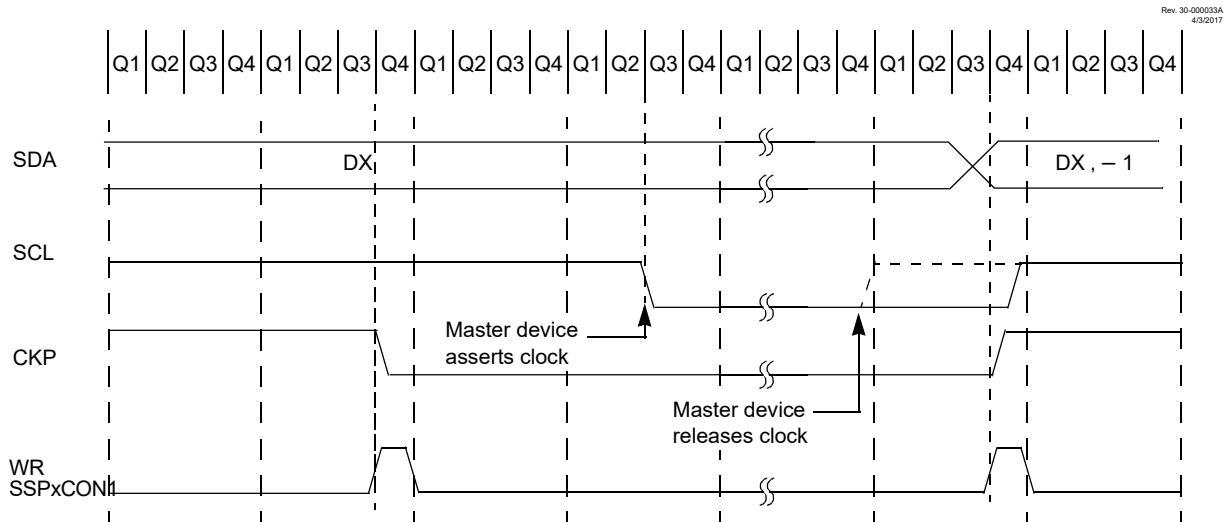 Rev. 30-000033A
4/3/2017
Q1 Q2 Q3 Q4 Q1 Q2 Q3 Q4 Q1 Q2 Q3 Q4 Q1 Q2 Q3 Q4 Q1 Q2 Q3 Q4 Q1 Q2 Q3 Q4 Q1 Q2 Q3 Q4
SDA
DX
DX , – 1
SCL
Master device
asserts clock
CKP
Master device
releases clock
WR
SSPxCON1